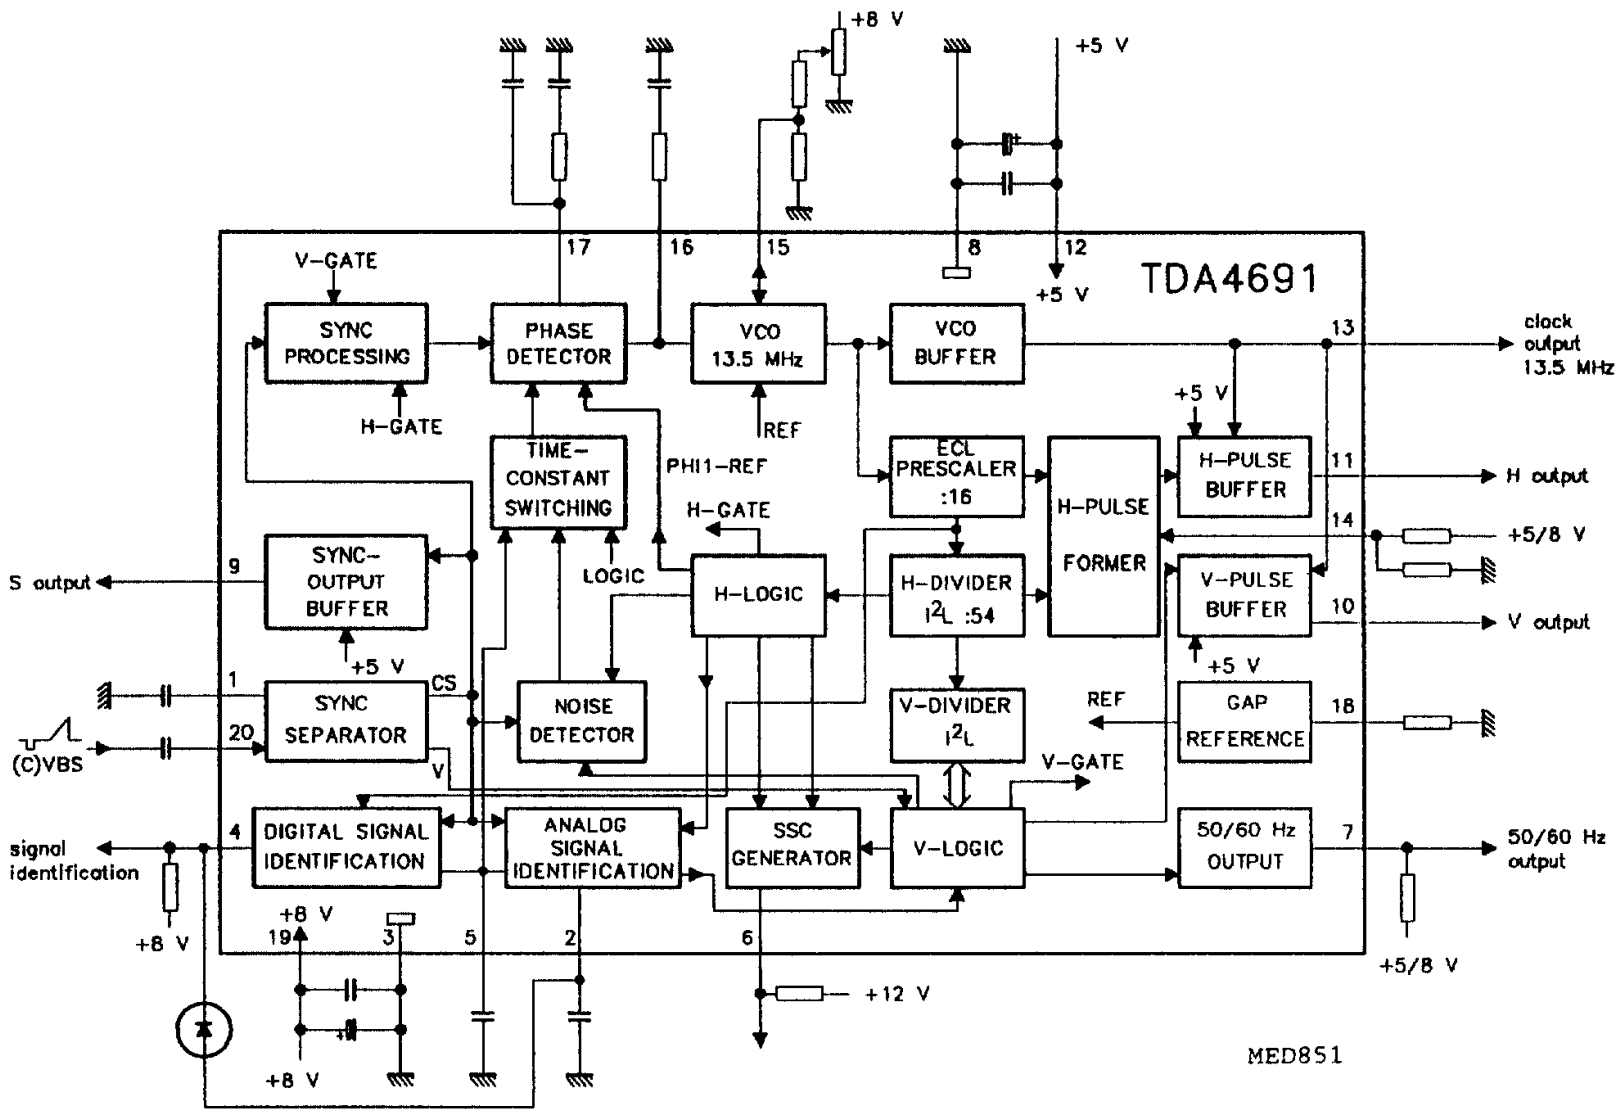 +8 V
+5 V
17
16
15
8
12
TDA4691
+5 V
V-GATE
SYNC
PROCESSING
PHASE
DETECTOR
VCO
13.5 MHz
VCO
BUFFER
13
clock
output
13.5 MHz
H-GATE
REF
+5 V
TIME-
CONSTANT
SWITCHING
PHI1-REF
ECL
PRESCALER
:16
H-PULSE
FORMER
H-PULSE
BUFFER
11
H output
H-GATE
14
+5/8 V
9
S output
SYNC-
OUTPUT
BUFFER
LOGIC
H-LOGIC
H-DIVIDER
I2L :54
V-PULSE
BUFFER
10
V output
+5 V
+5 V
1
CS
SYNC
SEPARATOR
20
(C)VBS
V
NOISE
DETECTOR
V-DIVIDER
I2L
REF
GAP
REFERENCE
18
V-GATE
4
signal
identification
DIGITAL SIGNAL
IDENTIFICATION
ANALOG
SIGNAL
IDENTIFICATION
SSC
GENERATOR
V-LOGIC
50/60 Hz
OUTPUT
7
50/60 Hz
output
+8 V
+8 V
19
3
5
2
6
+5/8 V
+12 V
+8 V
MED851